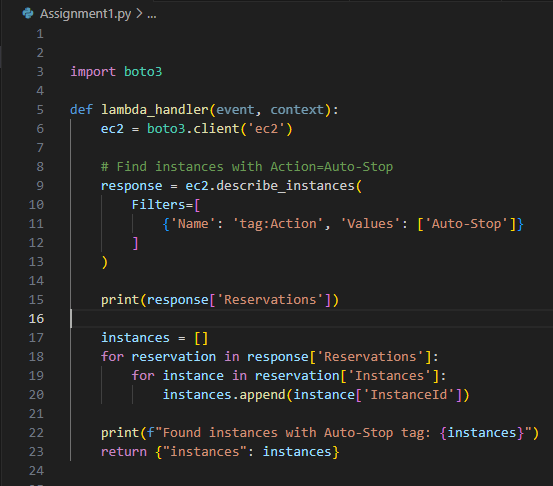 Assignment1.py > ...
1
2
3 import boto3
4
5 def lambda_handler(event, context):
6     ec2 = boto3.client('ec2')
7
8     # Find instances with Action=Auto-Stop
9     response = ec2.describe_instances(
10         Filters=[
11             {'Name': 'tag:Action', 'Values': ['Auto-Stop']}
12         ]
13     )
14
15     print(response['Reservations'])
16
17     instances = []
18     for reservation in response['Reservations']:
19         for instance in reservation['Instances']:
20             instances.append(instance['InstanceId'])
21
22     print(f"Found instances with Auto-Stop tag: {instances}")
23     return {"instances": instances}
24